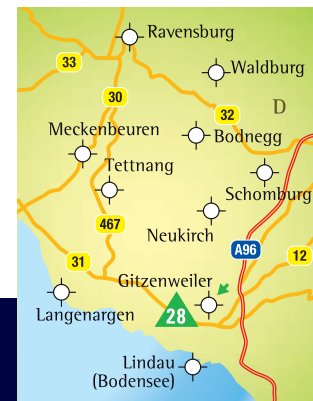 Ravensburg
33
Waldburg
30
32
D
Meckenbeuren
Bodnegg
Tettnang
Schomburg
467
Neukirch
A96
31
12
Gitzenweiler
28
Langenargen
Lindau
(Bodensee)